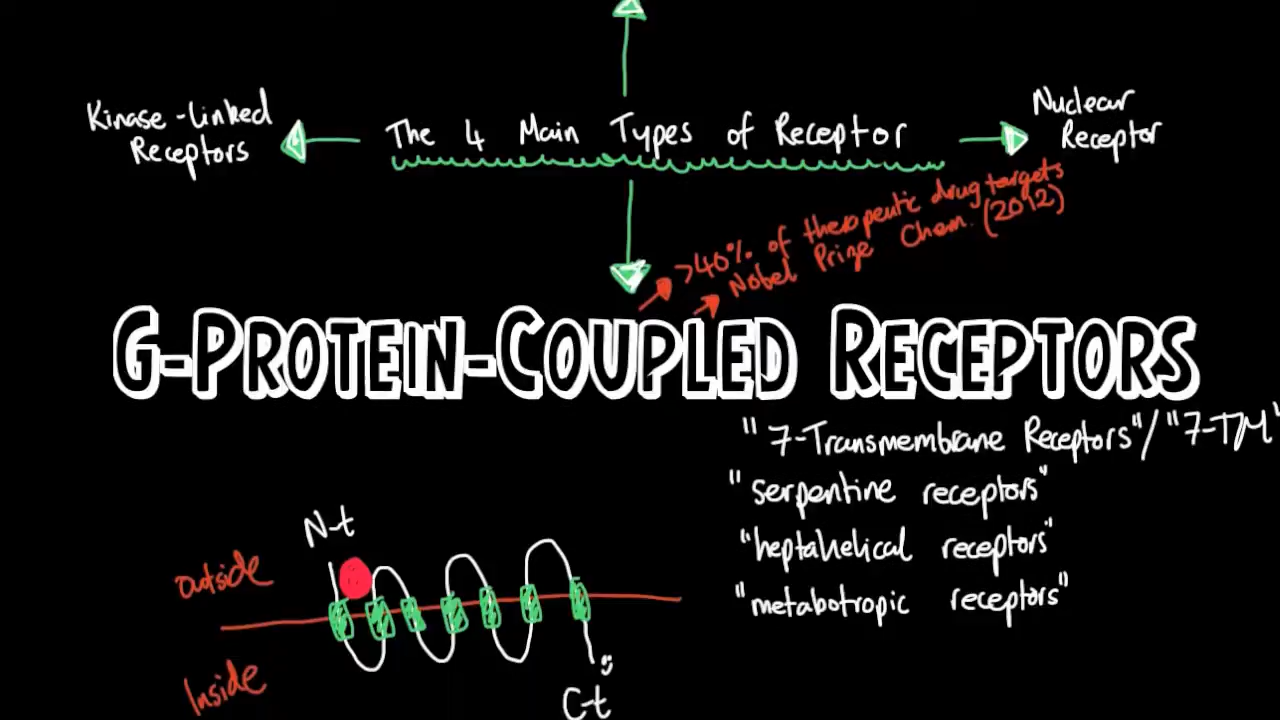 Kinase-Linked
Receptors
The 4 Main Types of Receptor
Nuclear
Receptor
>40% of therapeutic drug targets
Nobel Prize Chem. (2012)
G-PROTEIN-COUPLED RECEPTORS
"7-Transmembrane Receptors"/"7-TM"
"serpentine receptors"
"heptahelical receptors"
"metabotropic receptors"
N-t
outside
Inside
C-t